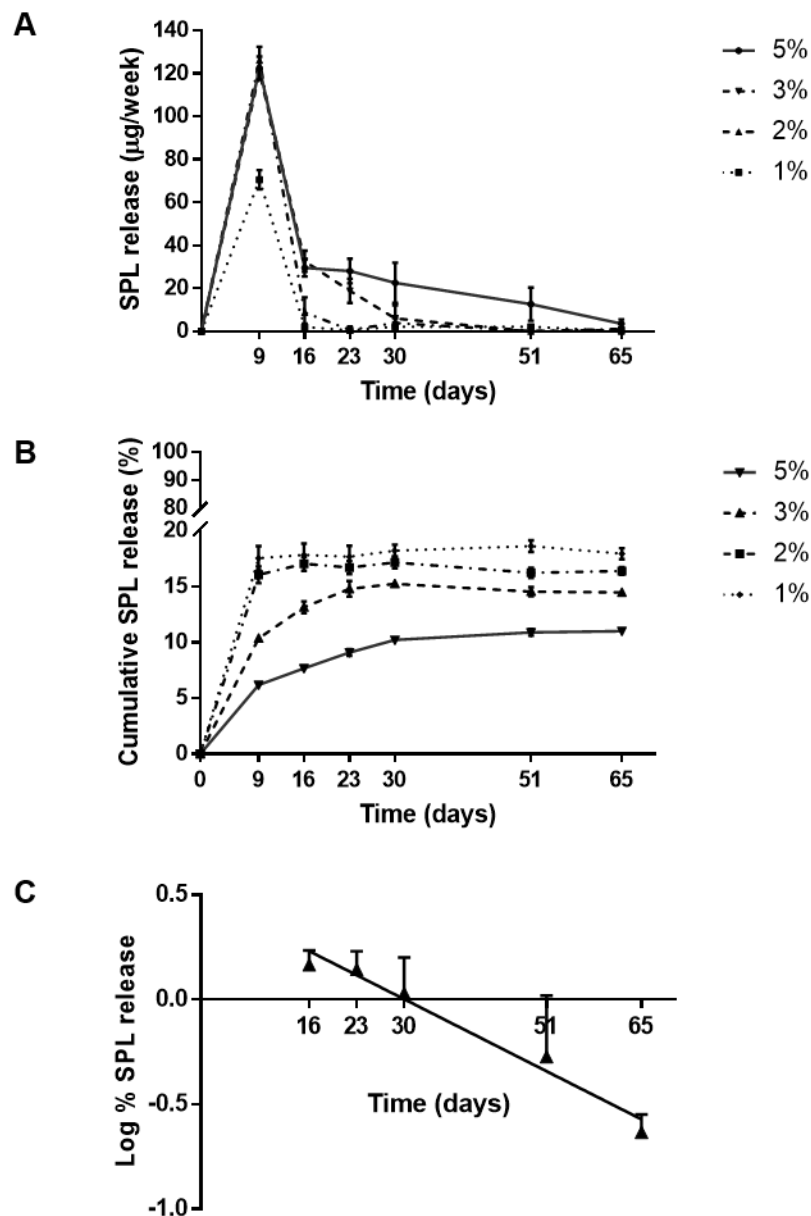 A
SPL release (µg/week)
140
120
100
80
60
40
20
0
9 16 23 30 51 65
Time (days)
5%
3%
2%
1%
B
Cumulative SPL release (%)
100
90
80
20
15
10
5
0
0 9 16 23 30 51 65
Time (days)
5%
3%
2%
1%
C
Log % SPL release
0.5
0.0
-0.5
-1.0
16 23 30 51 65
Time (days)